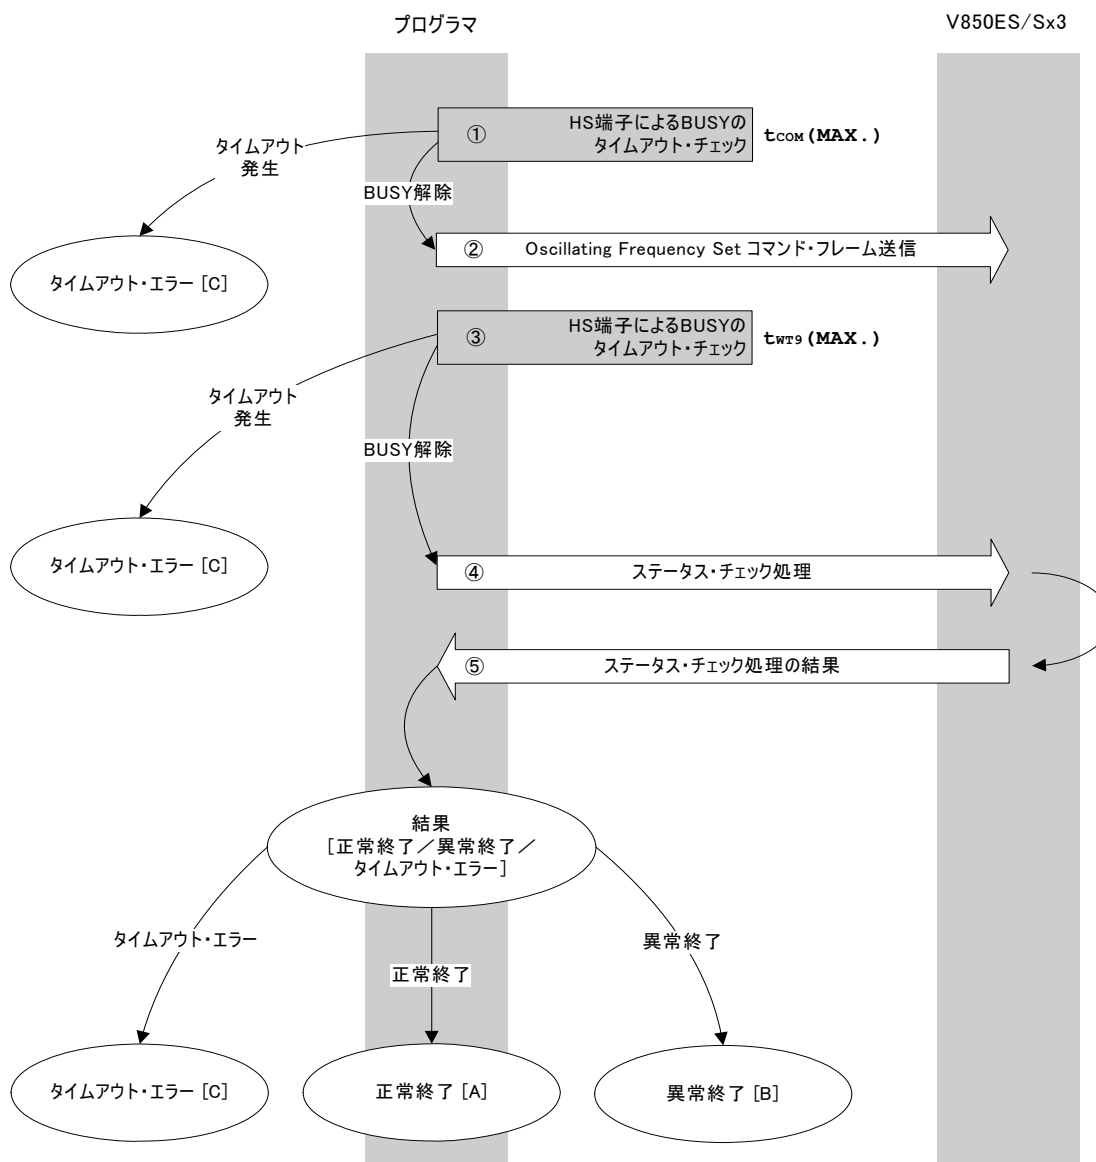 プログラマ
V850ES/Sx3
① HS端子によるBUSYの
タイムアウト・チェック
tCOM(MAX.)
タイムアウト
発生
BUSY解除
② Oscillating Frequency Set コマンド・フレーム送信
タイムアウト・エラー [C]
③ HS端子によるBUSYの
タイムアウト・チェック
tWT9(MAX.)
タイムアウト
発生
BUSY解除
タイムアウト・エラー [C]
④ ステータス・チェック処理
⑤ ステータス・チェック処理の結果
結果
[正常終了／異常終了／
タイムアウト・エラー]
タイムアウト・エラー
正常終了
異常終了
タイムアウト・エラー [C]
正常終了 [A]
異常終了 [B]